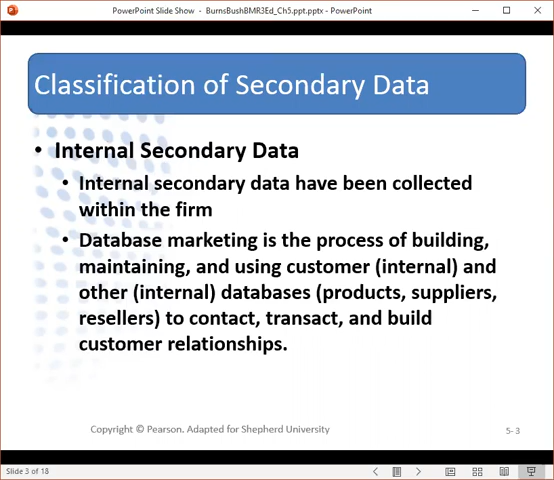 PowerPoint Slide Show - BurnsBushBMR3Ed_Ch5.ppt.pptx - PowerPoint
Classification of Secondary Data
• Internal Secondary Data
• Internal secondary data have been collected
within the firm
• Database marketing is the process of building,
maintaining, and using customer (internal) and
other (internal) databases (products, suppliers,
resellers) to contact, transact, and build
customer relationships.
Copyright © Pearson. Adapted for Shepherd University
5- 3
Slide 3 of 18